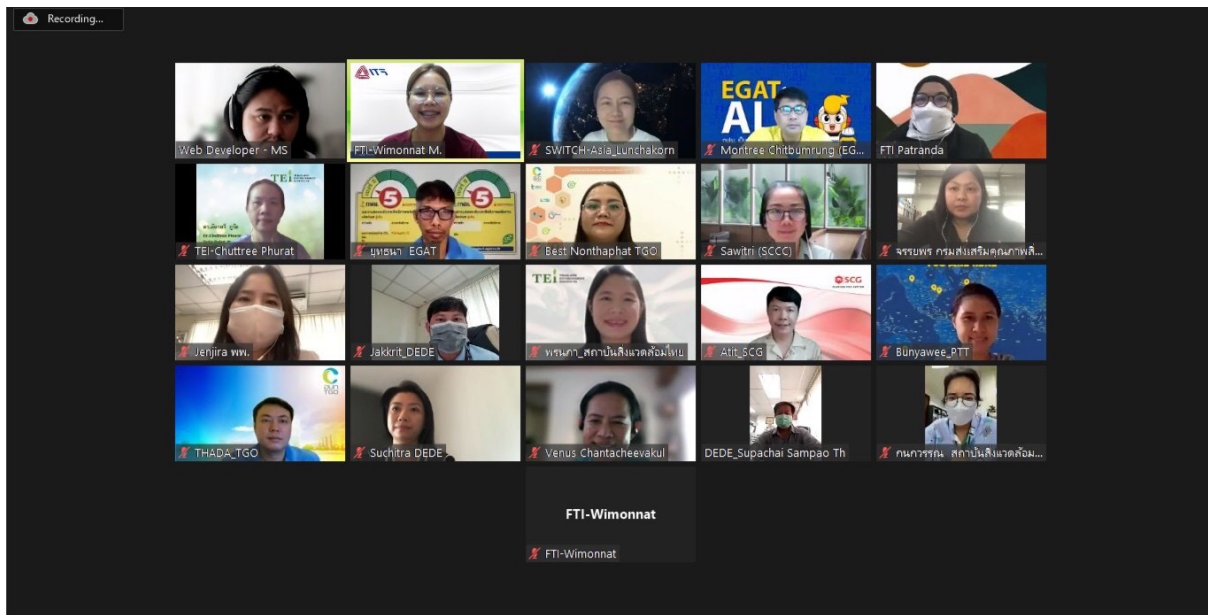 Recording...
Web Developer - MS
FTI-Wimonnat M.
SWITCH-Asia_Lunchakorn
EGAT
AI
Montree Chitbumrung (EG...
FTI Patranda
TEI
TEI-Chuttree Phurat
5
5
ยุทธนา EGAT
Best Nonthaphat TGO
Sawitri (SCCC)
จรรยพร กรมส่งเสริมคุณภาพสิ่...
Jenjira พพ.
Jakkrit_DEDE
TEI
พรนภา_สถาบันสิ่งแวดล้อมไทย
SCG
Atit_SCG
Bunyawee_PTT
TGO
THADA_TGO
Suchitra DEDE
Venus Chantacheevakul
DEDE_Supachai Sampao Th
กนกวรรณ สถาบันสิ่งแวดล้อม...
FTI-Wimonnat
FTI-Wimonnat